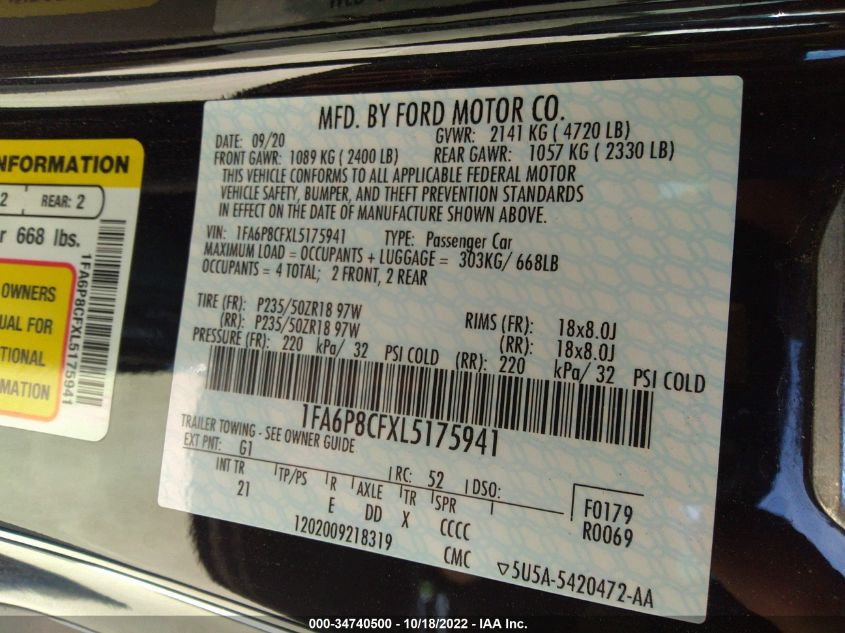 MFD. BY FORD MOTOR CO.
DATE: 09/20 GVWR: 2141 KG ( 4720 LB)
FRONT GAWR: 1089 KG ( 2400 LB) REAR GAWR: 1057 KG ( 2330 LB)
THIS VEHICLE CONFORMS TO ALL APPLICABLE FEDERAL MOTOR
VEHICLE SAFETY, BUMPER, AND THEFT PREVENTION STANDARDS
IN EFFECT ON THE DATE OF MANUFACTURE SHOWN ABOVE.
VIN: 1FA6P8CFXL5175941 TYPE: Passenger Car
MAXIMUM LOAD = OCCUPANTS + LUGGAGE = 303KG/ 668LB
OCCUPANTS = 4 TOTAL; 2 FRONT, 2 REAR
TIRE (FR): P235/50ZR18 97W RIMS (FR): 18x8.0J
(RR): P235/50ZR18 97W (RR): 18x8.0J
PRESSURE (FR): 220 kPa/ 32 PSI COLD (RR): 220 kPa/ 32 PSI COLD
1FA6P8CFXL5175941
TRAILER TOWING - SEE OWNER GUIDE
EXT PNT: G1 RC: 52 DSO:
INT TR TP/PS R AXLE TR SPR
21 E DD X CCCC
F0179
R0069
1202009218319 CMC
▽5U5A-5420472-AA
INFORMATION
2 REAR: 2
668 lbs.
OWNERS
UAL FOR
TIONAL
MATION
1FA6P8CFXL5175941
000-34740500 - 10/18/2022 - IAA Inc.